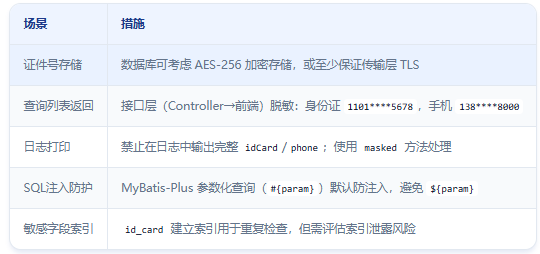 场景 措施
证件号存储 数据库可考虑 AES-256 加密存储，或至少保证传输层 TLS
查询列表返回 接口层（Controller→前端）脱敏：身份证 1101****5678 ，手机 138****8000
日志打印 禁止在日志中输出完整 idCard / phone ；使用 masked 方法处理
SQL注入防护 MyBatis-Plus 参数化查询（ #{param} ）默认防注入，避免 ${param}
敏感字段索引 id_card 建立索引用于重复检查，但需评估索引泄露风险